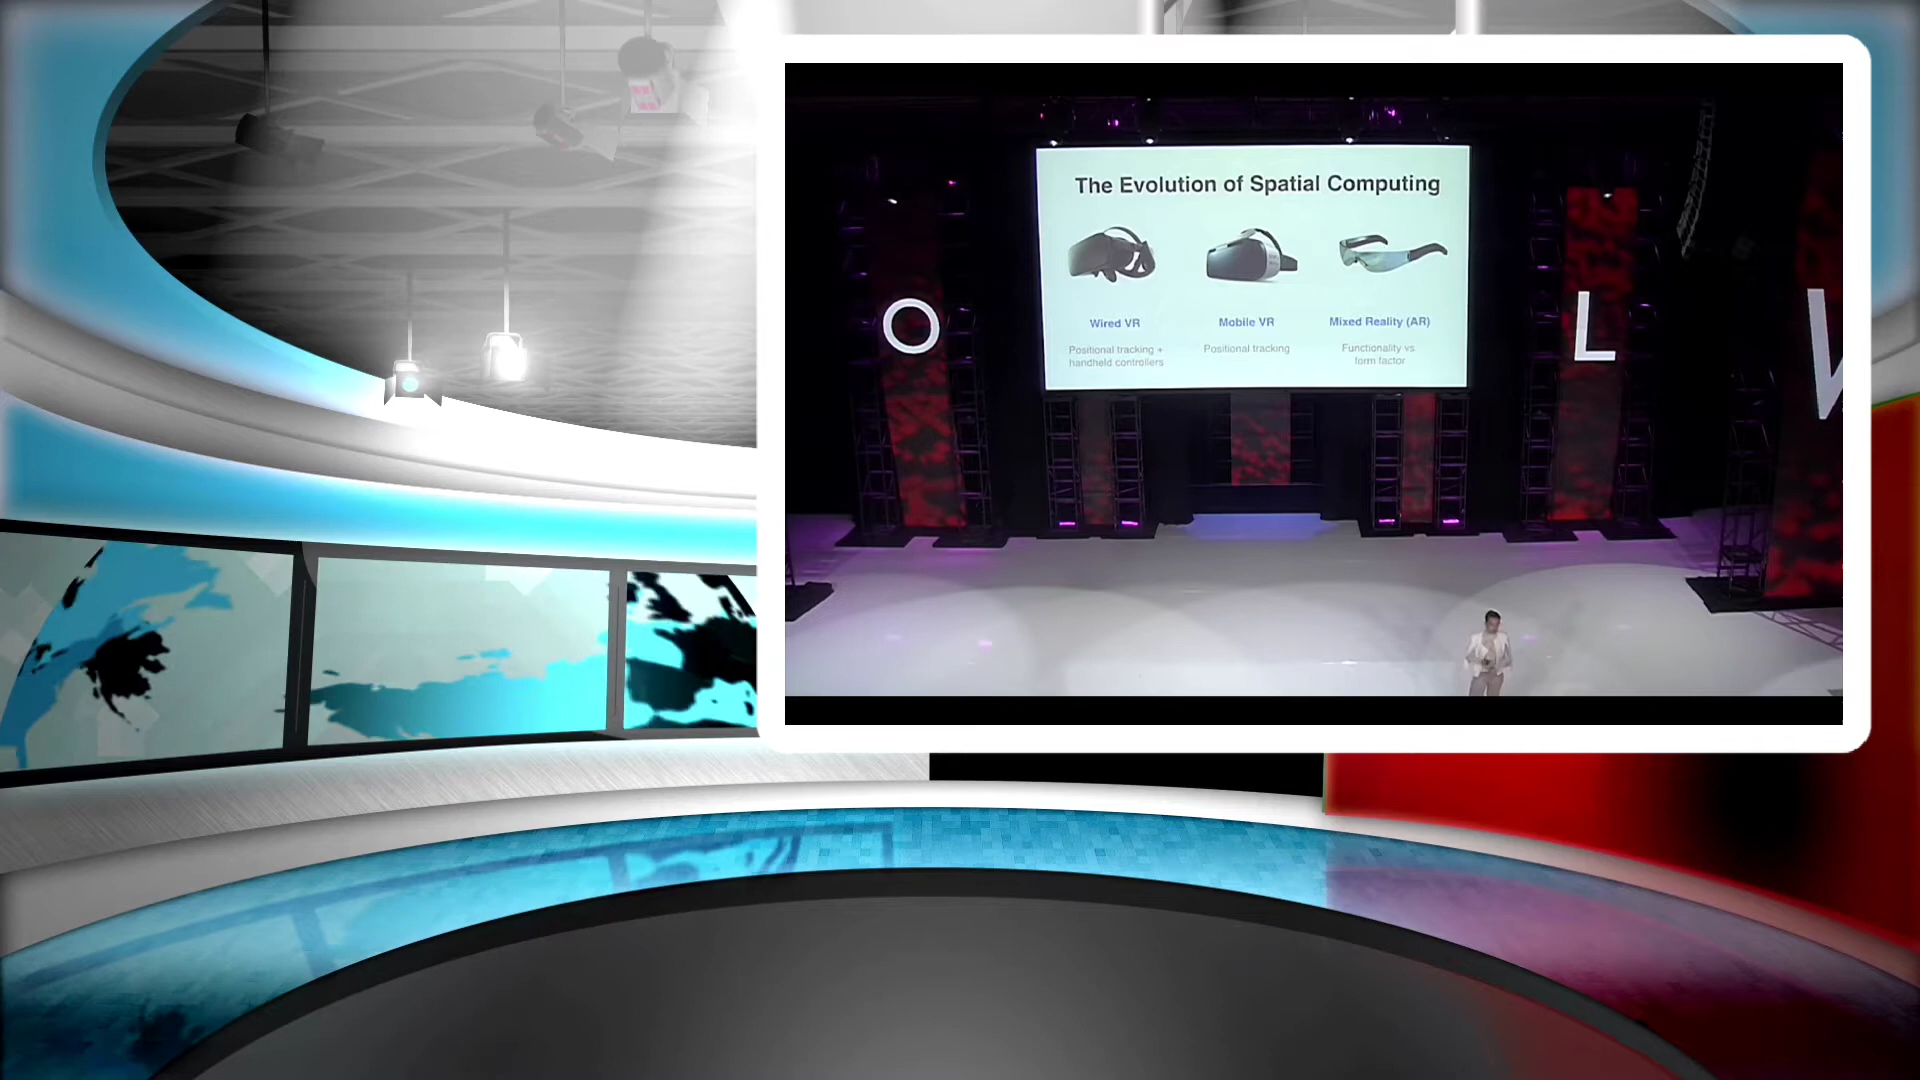 The Evolution of Spatial Computing
Wired VR
Mobile VR
Mixed Reality (AR)
Positional tracking +
handheld controllers
Positional tracking
Functionality vs
form factor
O
L
V